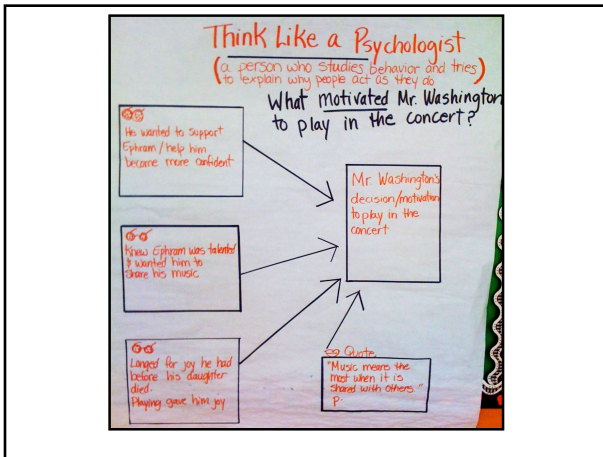 Think Like a Psychologist
(a person who studies behavior and tries
to explain why people act as they do)
What motivated Mr. Washington
to play in the concert?
He wanted to support
Ephram/help him
become more confident
Mr. Washington's
decision/motivation
to play in the
concert
Knew Ephram was talented
& wanted him to
share his music
Longed for joy he had
before his daughter
died.
Playing gave him joy
Quote
"Music means the
most when it is
shared with others."
p.